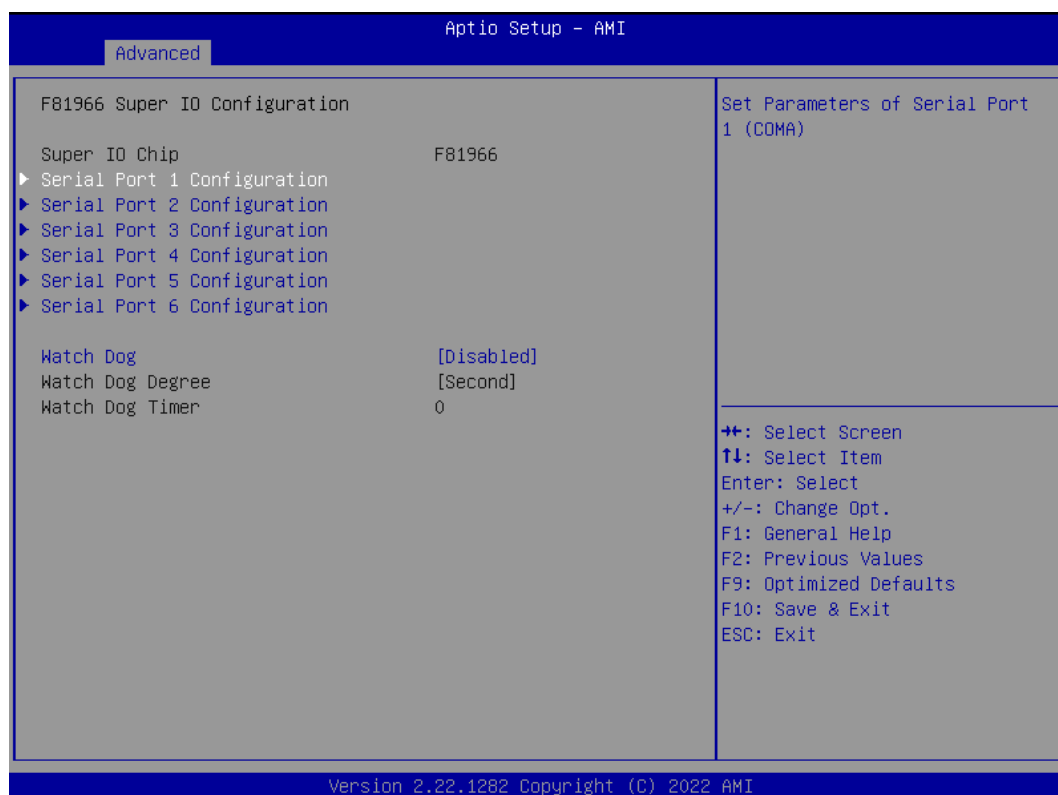 Aptio Setup – AMI
Advanced
F81966 Super IO Configuration
Super IO Chip F81966
▶ Serial Port 1 Configuration
▶ Serial Port 2 Configuration
▶ Serial Port 3 Configuration
▶ Serial Port 4 Configuration
▶ Serial Port 5 Configuration
▶ Serial Port 6 Configuration
Watch Dog [Disabled]
Watch Dog Degree [Second]
Watch Dog Timer 0
Set Parameters of Serial Port
1 (COMA)
→←: Select Screen
↑↓: Select Item
Enter: Select
+/-: Change Opt.
F1: General Help
F2: Previous Values
F9: Optimized Defaults
F10: Save & Exit
ESC: Exit
Version 2.22.1282 Copyright (C) 2022 AMI